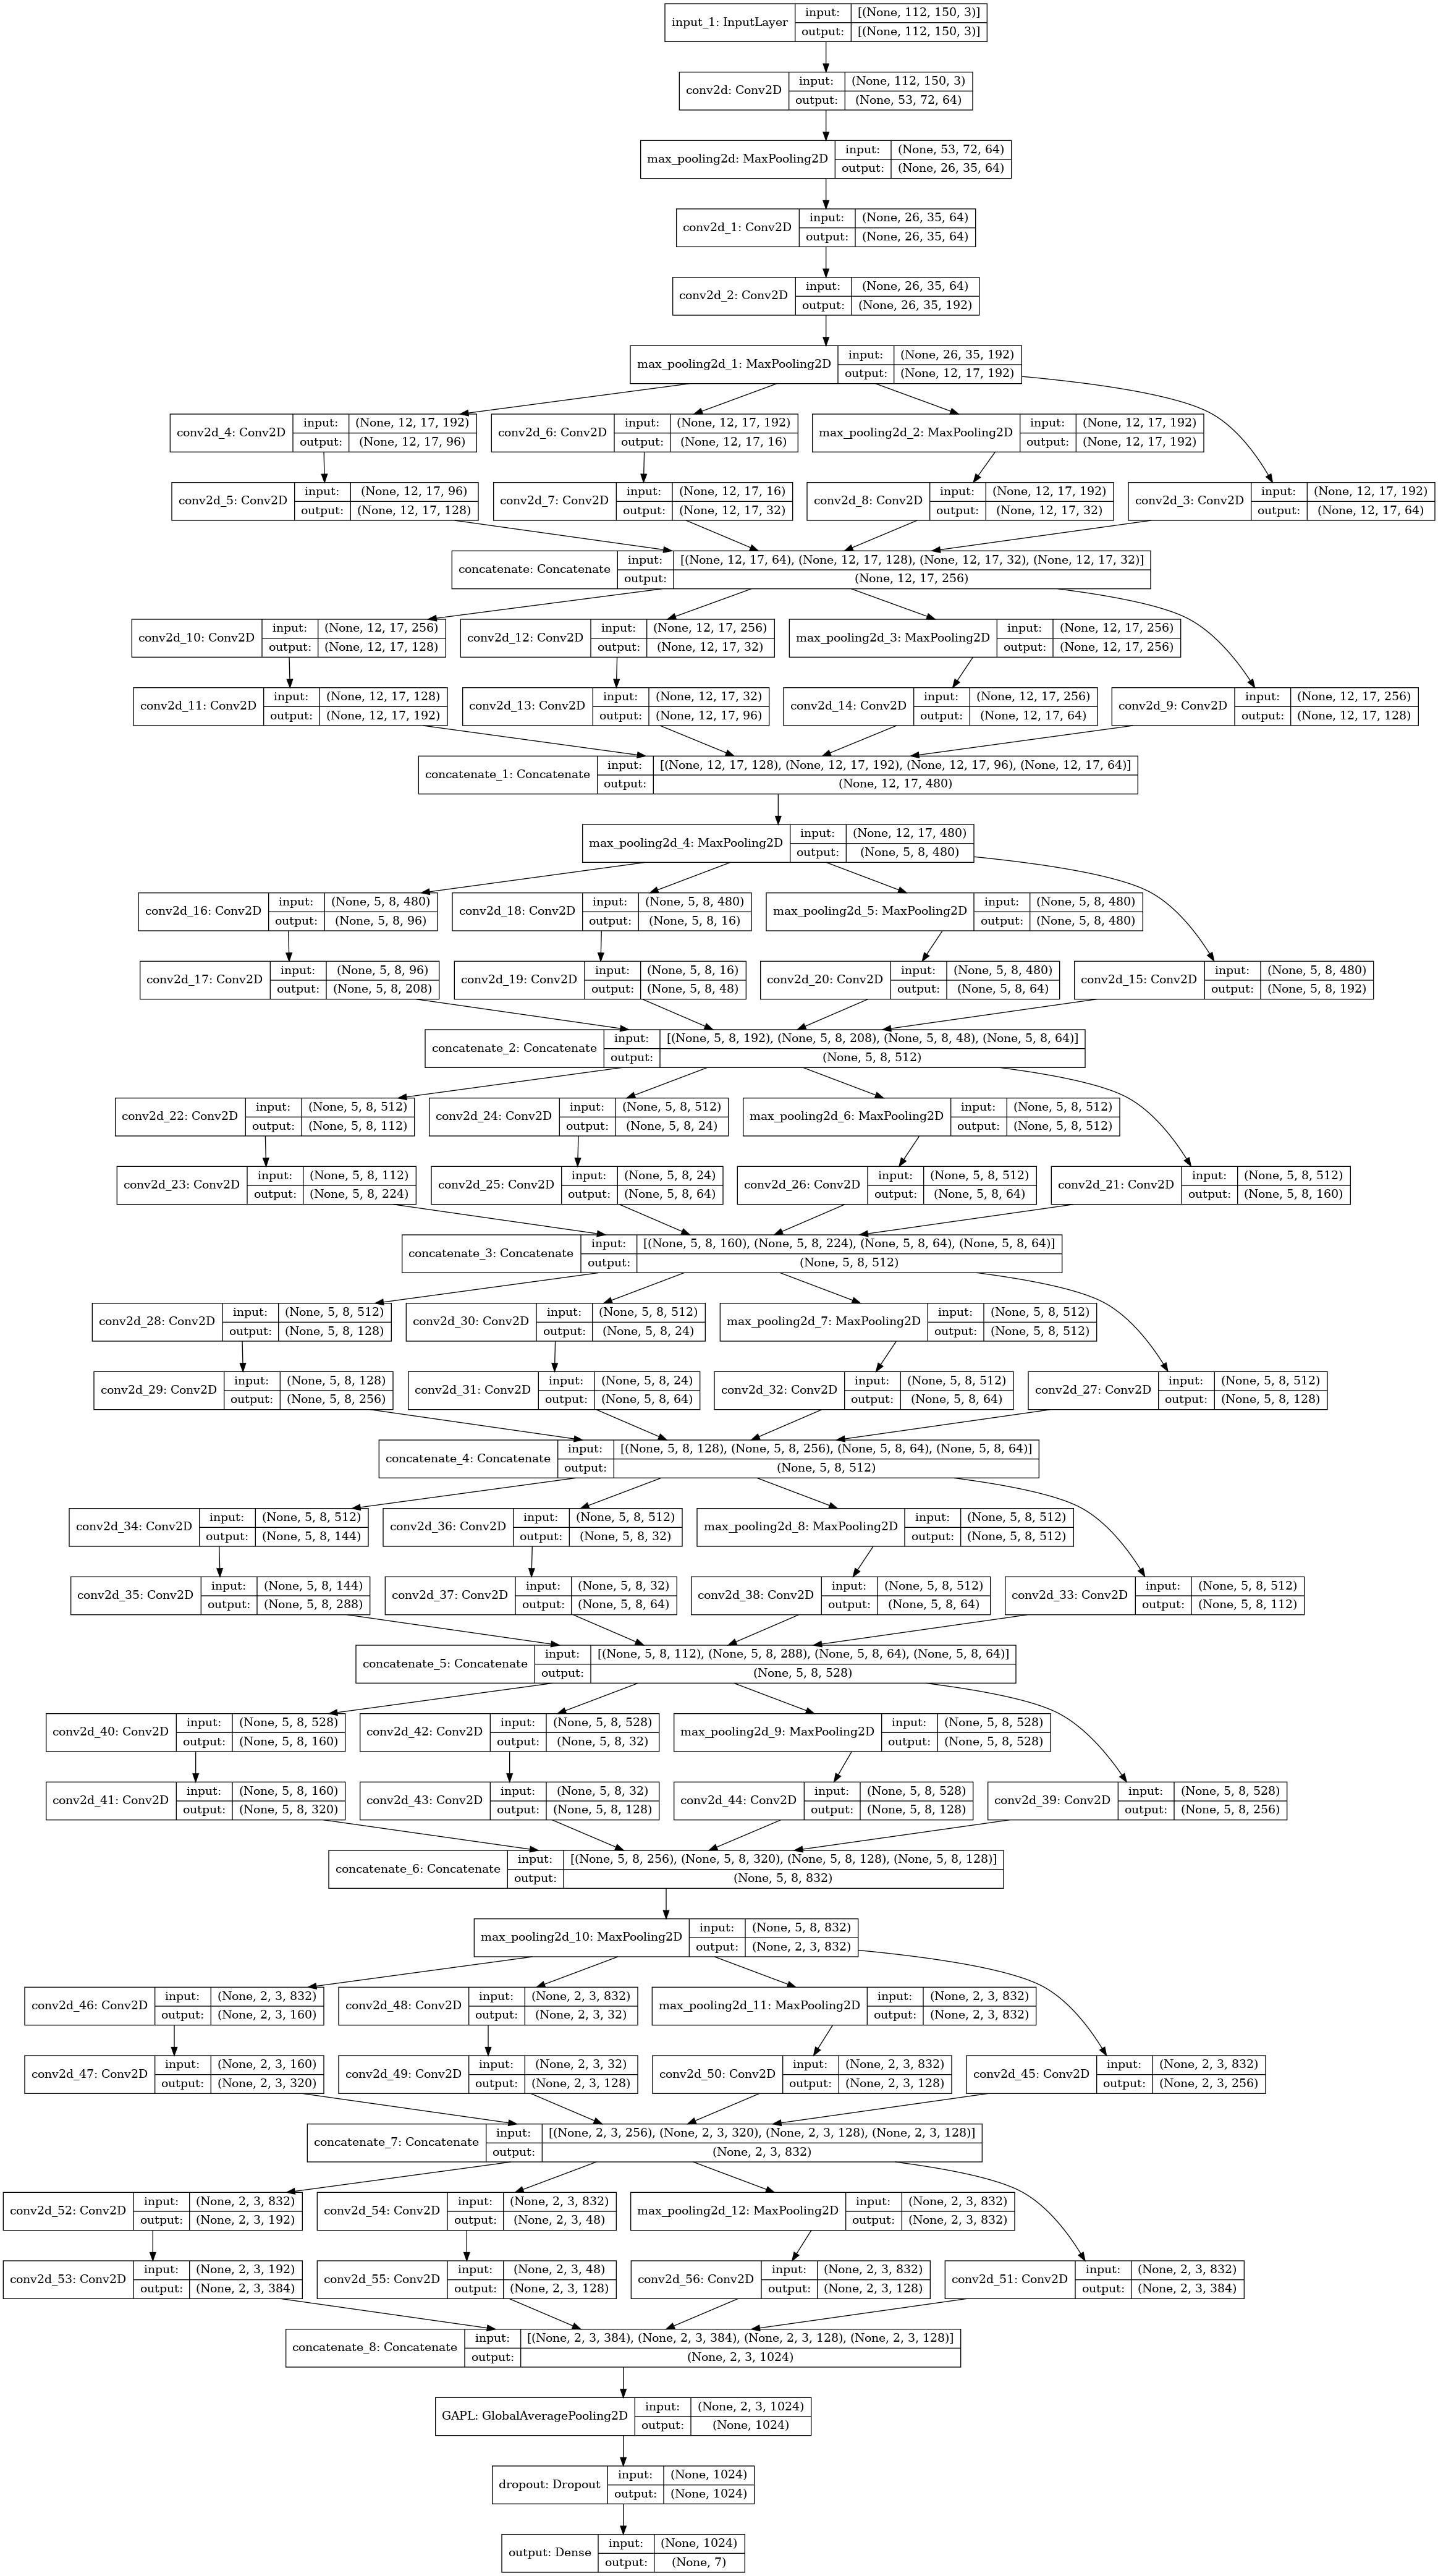 input_1: InputLayer
input: [(None, 112, 150, 3)]
output: [(None, 112, 150, 3)]
conv2d: Conv2D
input: (None, 112, 150, 3)
output: (None, 53, 72, 64)
max_pooling2d: MaxPooling2D
input: (None, 53, 72, 64)
output: (None, 26, 35, 64)
conv2d_1: Conv2D
input: (None, 26, 35, 64)
output: (None, 26, 35, 64)
conv2d_2: Conv2D
input: (None, 26, 35, 64)
output: (None, 26, 35, 192)
max_pooling2d_1: MaxPooling2D
input: (None, 26, 35, 192)
output: (None, 12, 17, 192)
conv2d_4: Conv2D
input: (None, 12, 17, 192)
output: (None, 12, 17, 96)
conv2d_6: Conv2D
input: (None, 12, 17, 192)
output: (None, 12, 17, 16)
max_pooling2d_2: MaxPooling2D
input: (None, 12, 17, 192)
output: (None, 12, 17, 192)
conv2d_5: Conv2D
input: (None, 12, 17, 96)
output: (None, 12, 17, 128)
conv2d_7: Conv2D
input: (None, 12, 17, 16)
output: (None, 12, 17, 32)
conv2d_8: Conv2D
input: (None, 12, 17, 192)
output: (None, 12, 17, 32)
conv2d_3: Conv2D
input: (None, 12, 17, 192)
output: (None, 12, 17, 64)
concatenate: Concatenate
input: [(None, 12, 17, 64), (None, 12, 17, 128), (None, 12, 17, 32), (None, 12, 17, 32)]
output: (None, 12, 17, 256)
conv2d_10: Conv2D
input: (None, 12, 17, 256)
output: (None, 12, 17, 128)
conv2d_12: Conv2D
input: (None, 12, 17, 256)
output: (None, 12, 17, 32)
max_pooling2d_3: MaxPooling2D
input: (None, 12, 17, 256)
output: (None, 12, 17, 256)
conv2d_11: Conv2D
input: (None, 12, 17, 128)
output: (None, 12, 17, 192)
conv2d_13: Conv2D
input: (None, 12, 17, 32)
output: (None, 12, 17, 96)
conv2d_14: Conv2D
input: (None, 12, 17, 256)
output: (None, 12, 17, 64)
conv2d_9: Conv2D
input: (None, 12, 17, 256)
output: (None, 12, 17, 128)
concatenate_1: Concatenate
input: [(None, 12, 17, 128), (None, 12, 17, 192), (None, 12, 17, 96), (None, 12, 17, 64)]
output: (None, 12, 17, 480)
max_pooling2d_4: MaxPooling2D
input: (None, 12, 17, 480)
output: (None, 5, 8, 480)
conv2d_16: Conv2D
input: (None, 5, 8, 480)
output: (None, 5, 8, 96)
conv2d_18: Conv2D
input: (None, 5, 8, 480)
output: (None, 5, 8, 16)
max_pooling2d_5: MaxPooling2D
input: (None, 5, 8, 480)
output: (None, 5, 8, 480)
conv2d_17: Conv2D
input: (None, 5, 8, 96)
output: (None, 5, 8, 208)
conv2d_19: Conv2D
input: (None, 5, 8, 16)
output: (None, 5, 8, 48)
conv2d_20: Conv2D
input: (None, 5, 8, 480)
output: (None, 5, 8, 64)
conv2d_15: Conv2D
input: (None, 5, 8, 480)
output: (None, 5, 8, 192)
concatenate_2: Concatenate
input: [(None, 5, 8, 192), (None, 5, 8, 208), (None, 5, 8, 48), (None, 5, 8, 64)]
output: (None, 5, 8, 512)
conv2d_22: Conv2D
input: (None, 5, 8, 512)
output: (None, 5, 8, 112)
conv2d_24: Conv2D
input: (None, 5, 8, 512)
output: (None, 5, 8, 24)
max_pooling2d_6: MaxPooling2D
input: (None, 5, 8, 512)
output: (None, 5, 8, 512)
conv2d_23: Conv2D
input: (None, 5, 8, 112)
output: (None, 5, 8, 224)
conv2d_25: Conv2D
input: (None, 5, 8, 24)
output: (None, 5, 8, 64)
conv2d_26: Conv2D
input: (None, 5, 8, 512)
output: (None, 5, 8, 64)
conv2d_21: Conv2D
input: (None, 5, 8, 512)
output: (None, 5, 8, 160)
concatenate_3: Concatenate
input: [(None, 5, 8, 160), (None, 5, 8, 224), (None, 5, 8, 64), (None, 5, 8, 64)]
output: (None, 5, 8, 512)
conv2d_28: Conv2D
input: (None, 5, 8, 512)
output: (None, 5, 8, 128)
conv2d_30: Conv2D
input: (None, 5, 8, 512)
output: (None, 5, 8, 24)
max_pooling2d_7: MaxPooling2D
input: (None, 5, 8, 512)
output: (None, 5, 8, 512)
conv2d_29: Conv2D
input: (None, 5, 8, 128)
output: (None, 5, 8, 256)
conv2d_31: Conv2D
input: (None, 5, 8, 24)
output: (None, 5, 8, 64)
conv2d_32: Conv2D
input: (None, 5, 8, 512)
output: (None, 5, 8, 64)
conv2d_27: Conv2D
input: (None, 5, 8, 512)
output: (None, 5, 8, 128)
concatenate_4: Concatenate
input: [(None, 5, 8, 128), (None, 5, 8, 256), (None, 5, 8, 64), (None, 5, 8, 64)]
output: (None, 5, 8, 512)
conv2d_34: Conv2D
input: (None, 5, 8, 512)
output: (None, 5, 8, 144)
conv2d_36: Conv2D
input: (None, 5, 8, 512)
output: (None, 5, 8, 32)
max_pooling2d_8: MaxPooling2D
input: (None, 5, 8, 512)
output: (None, 5, 8, 512)
conv2d_35: Conv2D
input: (None, 5, 8, 144)
output: (None, 5, 8, 288)
conv2d_37: Conv2D
input: (None, 5, 8, 32)
output: (None, 5, 8, 64)
conv2d_38: Conv2D
input: (None, 5, 8, 512)
output: (None, 5, 8, 64)
conv2d_33: Conv2D
input: (None, 5, 8, 512)
output: (None, 5, 8, 112)
concatenate_5: Concatenate
input: [(None, 5, 8, 112), (None, 5, 8, 288), (None, 5, 8, 64), (None, 5, 8, 64)]
output: (None, 5, 8, 528)
conv2d_40: Conv2D
input: (None, 5, 8, 528)
output: (None, 5, 8, 160)
conv2d_42: Conv2D
input: (None, 5, 8, 528)
output: (None, 5, 8, 32)
max_pooling2d_9: MaxPooling2D
input: (None, 5, 8, 528)
output: (None, 5, 8, 528)
conv2d_41: Conv2D
input: (None, 5, 8, 160)
output: (None, 5, 8, 320)
conv2d_43: Conv2D
input: (None, 5, 8, 32)
output: (None, 5, 8, 128)
conv2d_44: Conv2D
input: (None, 5, 8, 528)
output: (None, 5, 8, 128)
conv2d_39: Conv2D
input: (None, 5, 8, 528)
output: (None, 5, 8, 256)
concatenate_6: Concatenate
input: [(None, 5, 8, 256), (None, 5, 8, 320), (None, 5, 8, 128), (None, 5, 8, 128)]
output: (None, 5, 8, 832)
max_pooling2d_10: MaxPooling2D
input: (None, 5, 8, 832)
output: (None, 2, 3, 832)
conv2d_46: Conv2D
input: (None, 2, 3, 832)
output: (None, 2, 3, 160)
conv2d_48: Conv2D
input: (None, 2, 3, 832)
output: (None, 2, 3, 32)
max_pooling2d_11: MaxPooling2D
input: (None, 2, 3, 832)
output: (None, 2, 3, 832)
conv2d_47: Conv2D
input: (None, 2, 3, 160)
output: (None, 2, 3, 320)
conv2d_49: Conv2D
input: (None, 2, 3, 32)
output: (None, 2, 3, 128)
conv2d_50: Conv2D
input: (None, 2, 3, 832)
output: (None, 2, 3, 128)
conv2d_45: Conv2D
input: (None, 2, 3, 832)
output: (None, 2, 3, 256)
concatenate_7: Concatenate
input: [(None, 2, 3, 256), (None, 2, 3, 320), (None, 2, 3, 128), (None, 2, 3, 128)]
output: (None, 2, 3, 832)
conv2d_52: Conv2D
input: (None, 2, 3, 832)
output: (None, 2, 3, 192)
conv2d_54: Conv2D
input: (None, 2, 3, 832)
output: (None, 2, 3, 48)
max_pooling2d_12: MaxPooling2D
input: (None, 2, 3, 832)
output: (None, 2, 3, 832)
conv2d_53: Conv2D
input: (None, 2, 3, 192)
output: (None, 2, 3, 384)
conv2d_55: Conv2D
input: (None, 2, 3, 48)
output: (None, 2, 3, 128)
conv2d_56: Conv2D
input: (None, 2, 3, 832)
output: (None, 2, 3, 128)
conv2d_51: Conv2D
input: (None, 2, 3, 832)
output: (None, 2, 3, 384)
concatenate_8: Concatenate
input: [(None, 2, 3, 384), (None, 2, 3, 384), (None, 2, 3, 128), (None, 2, 3, 128)]
output: (None, 2, 3, 1024)
GAPL: GlobalAveragePooling2D
input: (None, 2, 3, 1024)
output: (None, 1024)
dropout: Dropout
input: (None, 1024)
output: (None, 1024)
output: Dense
input: (None, 1024)
output: (None, 7)